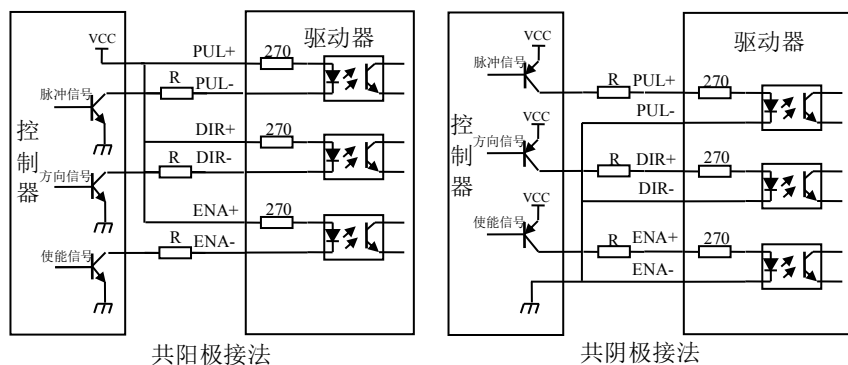 VCC
PUL+
270
驱动器
脉冲信号
R
PUL-
DIR+
270
控制器
方向信号
R
DIR-
ENA+
270
使能信号
R
ENA-
共阳极接法
VCC
驱动器
脉冲信号
R
PUL+
270
PUL-
控制器
VCC
方向信号
R
DIR+
270
DIR-
VCC
使能信号
R
ENA+
270
ENA-
共阴极接法